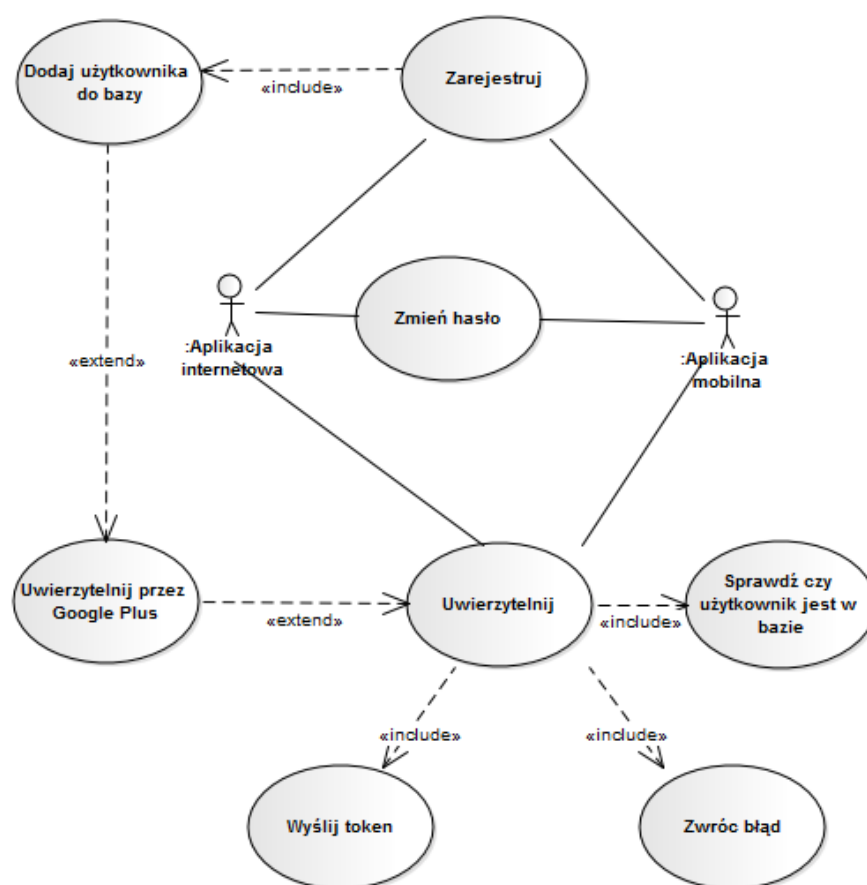 Dodaj użytkownika
do bazy
«include»
Zarejestruj
Zmień hasło
:Aplikacja
internetowa
:Aplikacja
mobilna
«extend»
Uwierzytelnij przez
Google Plus
«extend»
Uwierzytelnij
«include»
Sprawdź czy
użytkownik jest w
bazie
«include»
«include»
Wyślij token
Zwróc błąd